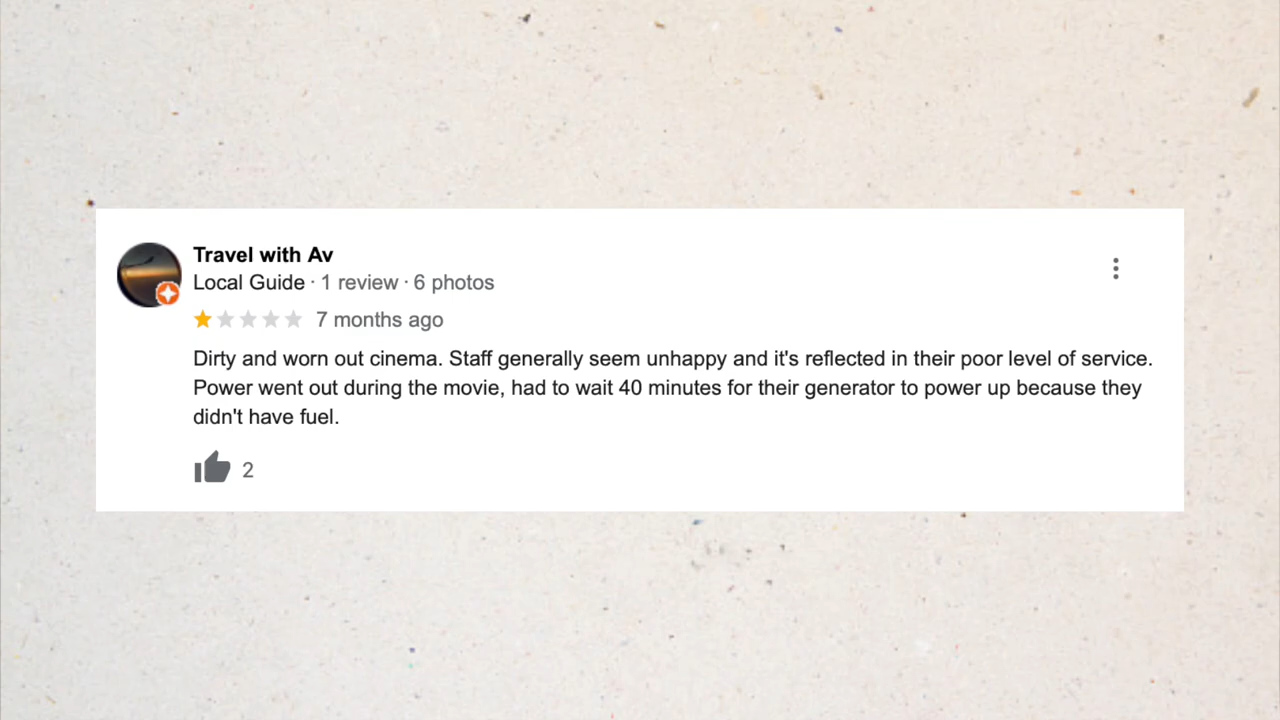 Travel with Av
Local Guide · 1 review · 6 photos
7 months ago
Dirty and worn out cinema. Staff generally seem unhappy and it's reflected in their poor level of service.
Power went out during the movie, had to wait 40 minutes for their generator to power up because they
didn't have fuel.
2